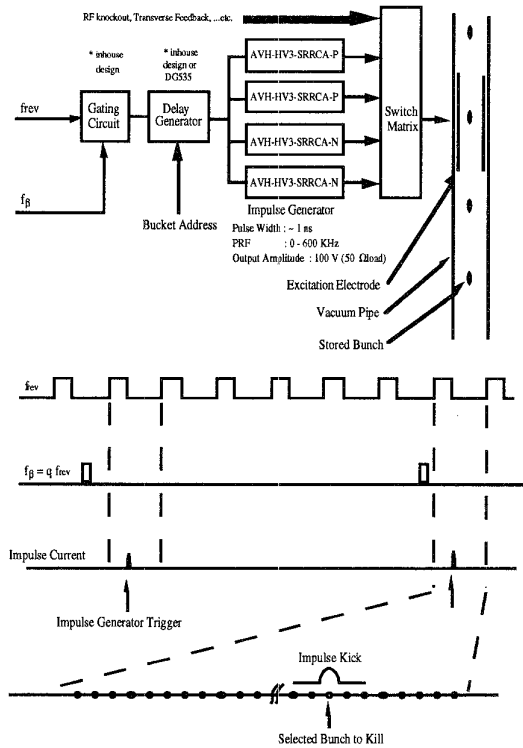 RF knockout, Transverse Feedback, ...etc.
* inhouse
design
* inhouse
design or
DG535
frev
Gating
Circuit
Delay
Generator
AVH-HV3-SRRCA-P
AVH-HV3-SRRCA-P
AVH-HV3-SRRCA-N
AVH-HV3-SRRCA-N
Switch
Matrix
fβ
Bucket Address
Impulse Generator
Pulse Width : ~ 1 ns
PRF : 0 - 600 KHz
Output Amplitude : 100 V (50 Ωload)
Excitation Electrode
Vacuum Pipe
Stored Bunch
frev
fβ = q frev
Impulse Current
Impulse Generator Trigger
Impulse Kick
Selected Bunch to Kill